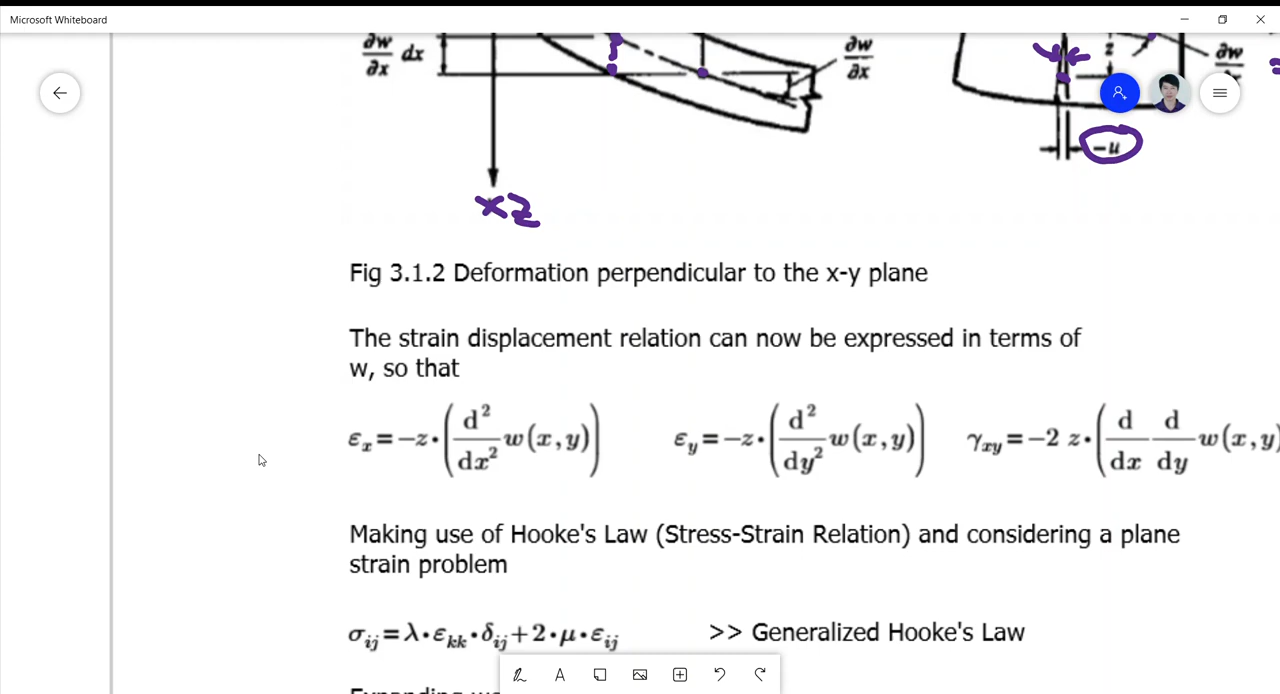 Microsoft Whiteboard
∂w/∂x dx
∂w/∂x
z
∂w/
-u
xz
Fig 3.1.2 Deformation perpendicular to the x-y plane
The strain displacement relation can now be expressed in terms of
w, so that
εx=-z·(d²/dx² w(x,y)) εy=-z·(d²/dy² w(x,y)) γxy=-2 z·(d/dx d/dy w(x,y)
Making use of Hooke's Law (Stress-Strain Relation) and considering a plane
strain problem
σij=λ·εkk·δij+2·μ·εij >> Generalized Hooke's Law
A